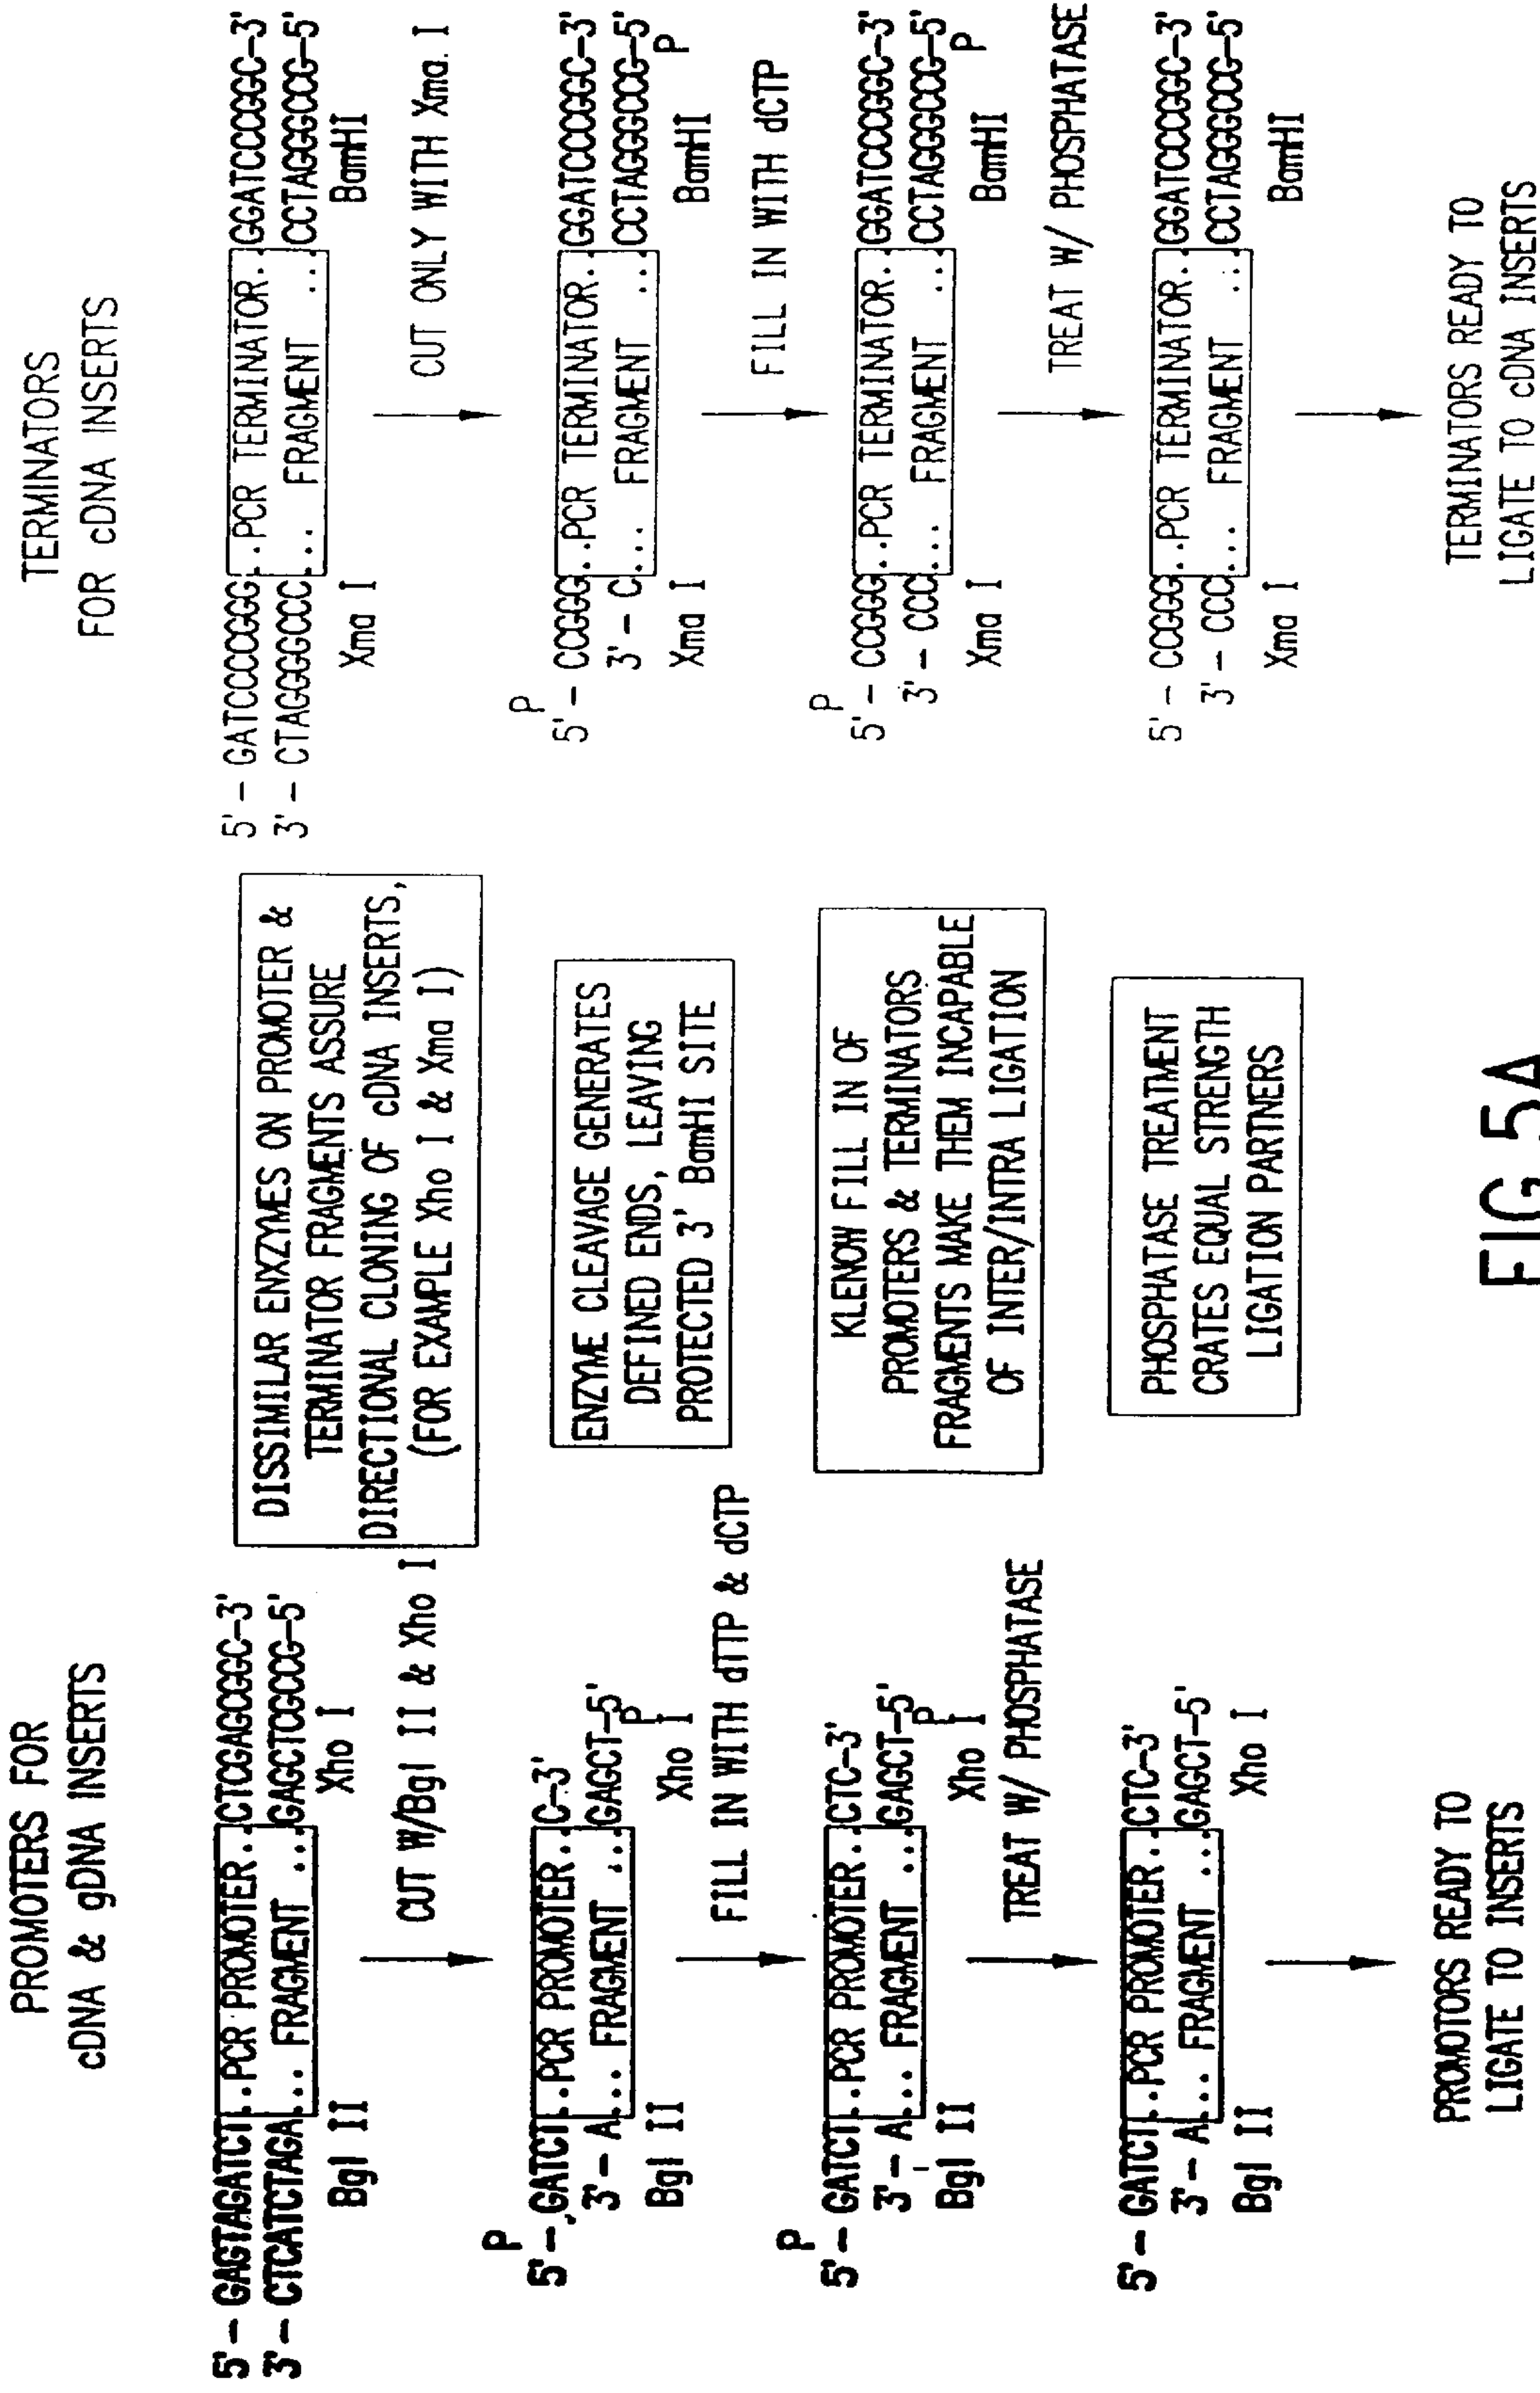 PROMOTERS FOR
cDNA & gDNA INSERTS
5'- GAGTAGATCT..PCR PROMOTER..CTCGAGCGGC-3'
3'- CTCATCTAGA... FRAGMENT ...GAGCTCGCCG-5'
Bgl II
Xho I
CUT W/Bgl II & Xho I
P
5'- GATCT..PCR PROMOTER..C-3'
3'- A... FRAGMENT ...GAGCT-5'
P
Bgl II
Xho I
FILL IN WITH dTTP & dCTP
P
5'- GATCT..PCR PROMOTER..CTC-3'
3'- A... FRAGMENT ...GAGCT-5'
P
Bgl II
Xho I
TREAT W/ PHOSPHATASE
5'- GATCT..PCR PROMOTER..CTC-3'
3'- A... FRAGMENT ...GAGCT-5'
Bgl II
Xho I
PROMOTORS READY TO
LIGATE TO INSERTS
DISSIMILAR ENXZYMES ON PROMOTER &
TERMINATOR FRAGMENTS ASSURE
DIRECTIONAL CLONING OF cDNA INSERTS,
(FOR EXAMPLE Xho I & Xma I)
ENZYME CLEAVAGE GENERATES
DEFINED ENDS, LEAVING
PROTECTED 3' BamHI SITE
KLENOW FILL IN OF
PROMOTERS & TERMINATORS
FRAGMENTS MAKE THEM INCAPABLE
OF INTER/INTRA LIGATION
PHOSPHATASE TREATMENT
CRATES EQUAL STRENGTH
LIGATION PARTNERS
TERMINATORS
FOR cDNA INSERTS
5'- GATCCCCGGG..PCR TERMINATOR..GGATCCCGGC-3'
3'- CTAGGGGCCC... FRAGMENT ...CCTAGGGCCG-5'
Xma I
BamHI
CUT ONLY WITH Xma. I
P
5'- CCGGG..PCR TERMINATOR..GGATCCCGGC-3'
3'- C... FRAGMENT ...CCTAGGGCCG-5'
P
Xma I
BamHI
FILL IN WITH dCTP
P
5'- CCGGG..PCR TERMINATOR..GGATCCCGGC-3'
3'- CCC... FRAGMENT ...CCTAGGGCCG-5'
P
Xma I
BamHI
TREAT W/ PHOSPHATASE
5'- CCGGG..PCR TERMINATOR..GGATCCCGGC-3'
3'- CCC... FRAGMENT ...CCTAGGGCCG-5'
Xma I
BamHI
TERMINATORS READY TO
LIGATE TO cDNA INSERTS
FIG.5A